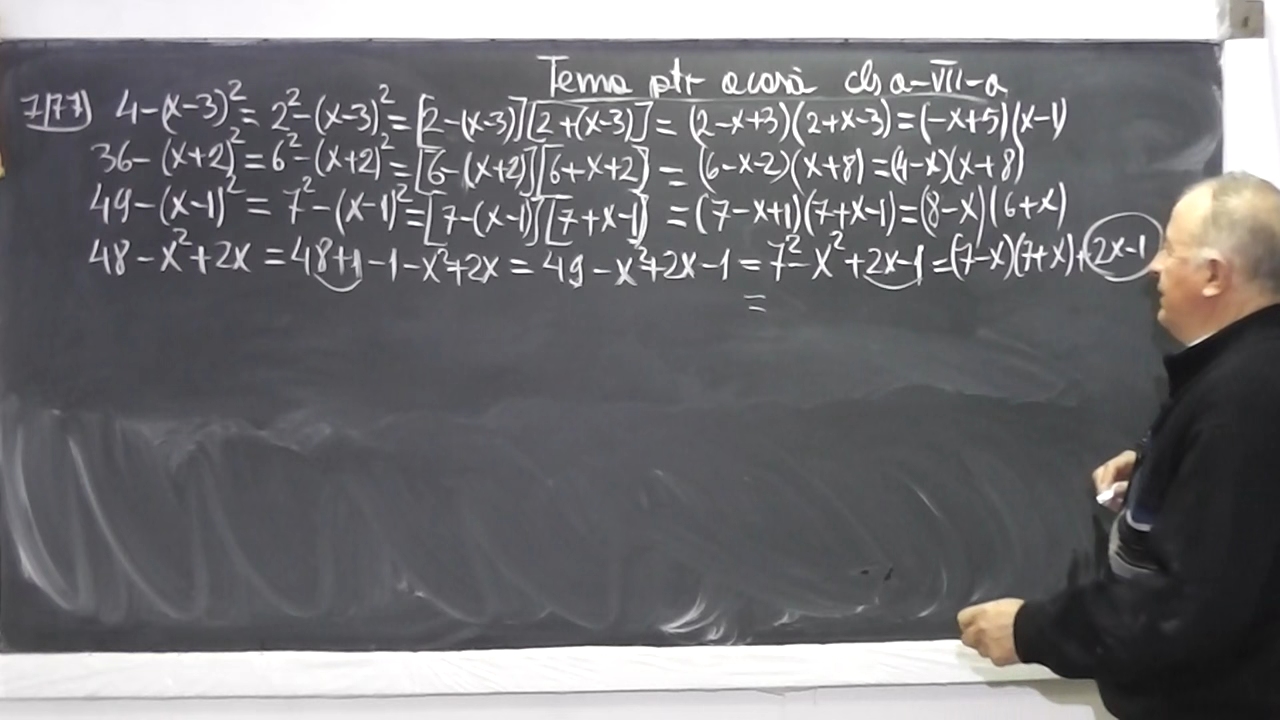 Tema ptr acasă cls a-VII-a
7/77) 4-(x-3)²= 2²-(x-3)²=[2-(x-3)][2+(x-3)] = (2-x+3)(2+x-3)=(-x+5)(x-1)
36-(x+2)²=6²-(x+2)²=[6-(x+2)][6+x+2] = (6-x-2)(x+8)=(4-x)(x+8)
49-(x-1)² = 7²-(x-1)²=[7-(x-1)][7+x-1] = (7-x+1)(7+x-1)=(8-x)(6+x)
48-x²+2x =48+1-1-x²+2x = 49-x²+2x-1=7²-x²+2x-1=(7-x)(7+x)+2x-1
=